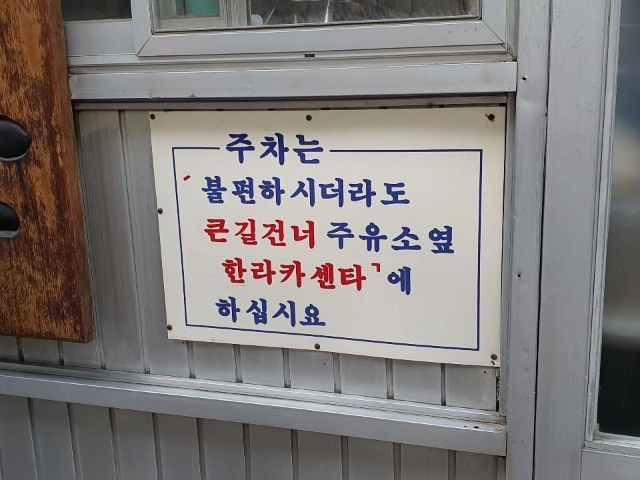 주차는
불편하시더라도
큰길건너 주유소옆
한라카센타ㄱ에
하십시요